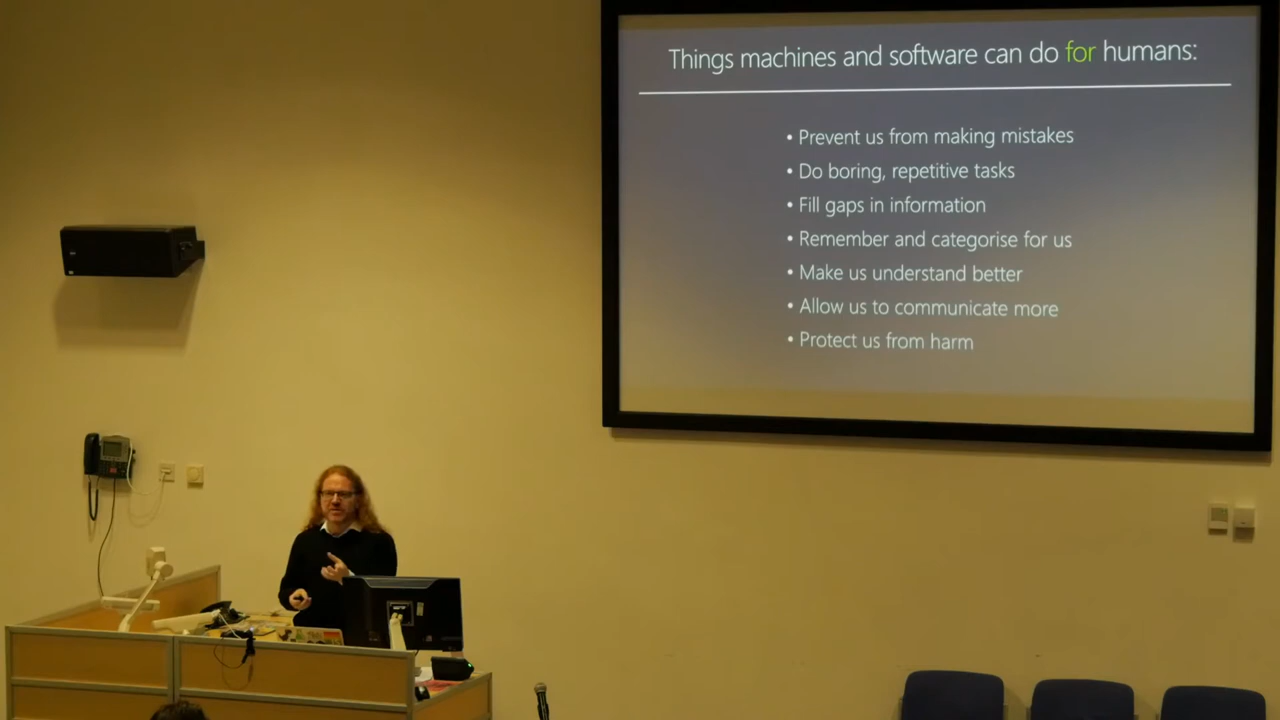 Things machines and software can do for humans:
• Prevent us from making mistakes
• Do boring, repetitive tasks
• Fill gaps in information
• Remember and categorise for us
• Make us understand better
• Allow us to communicate more
• Protect us from harm